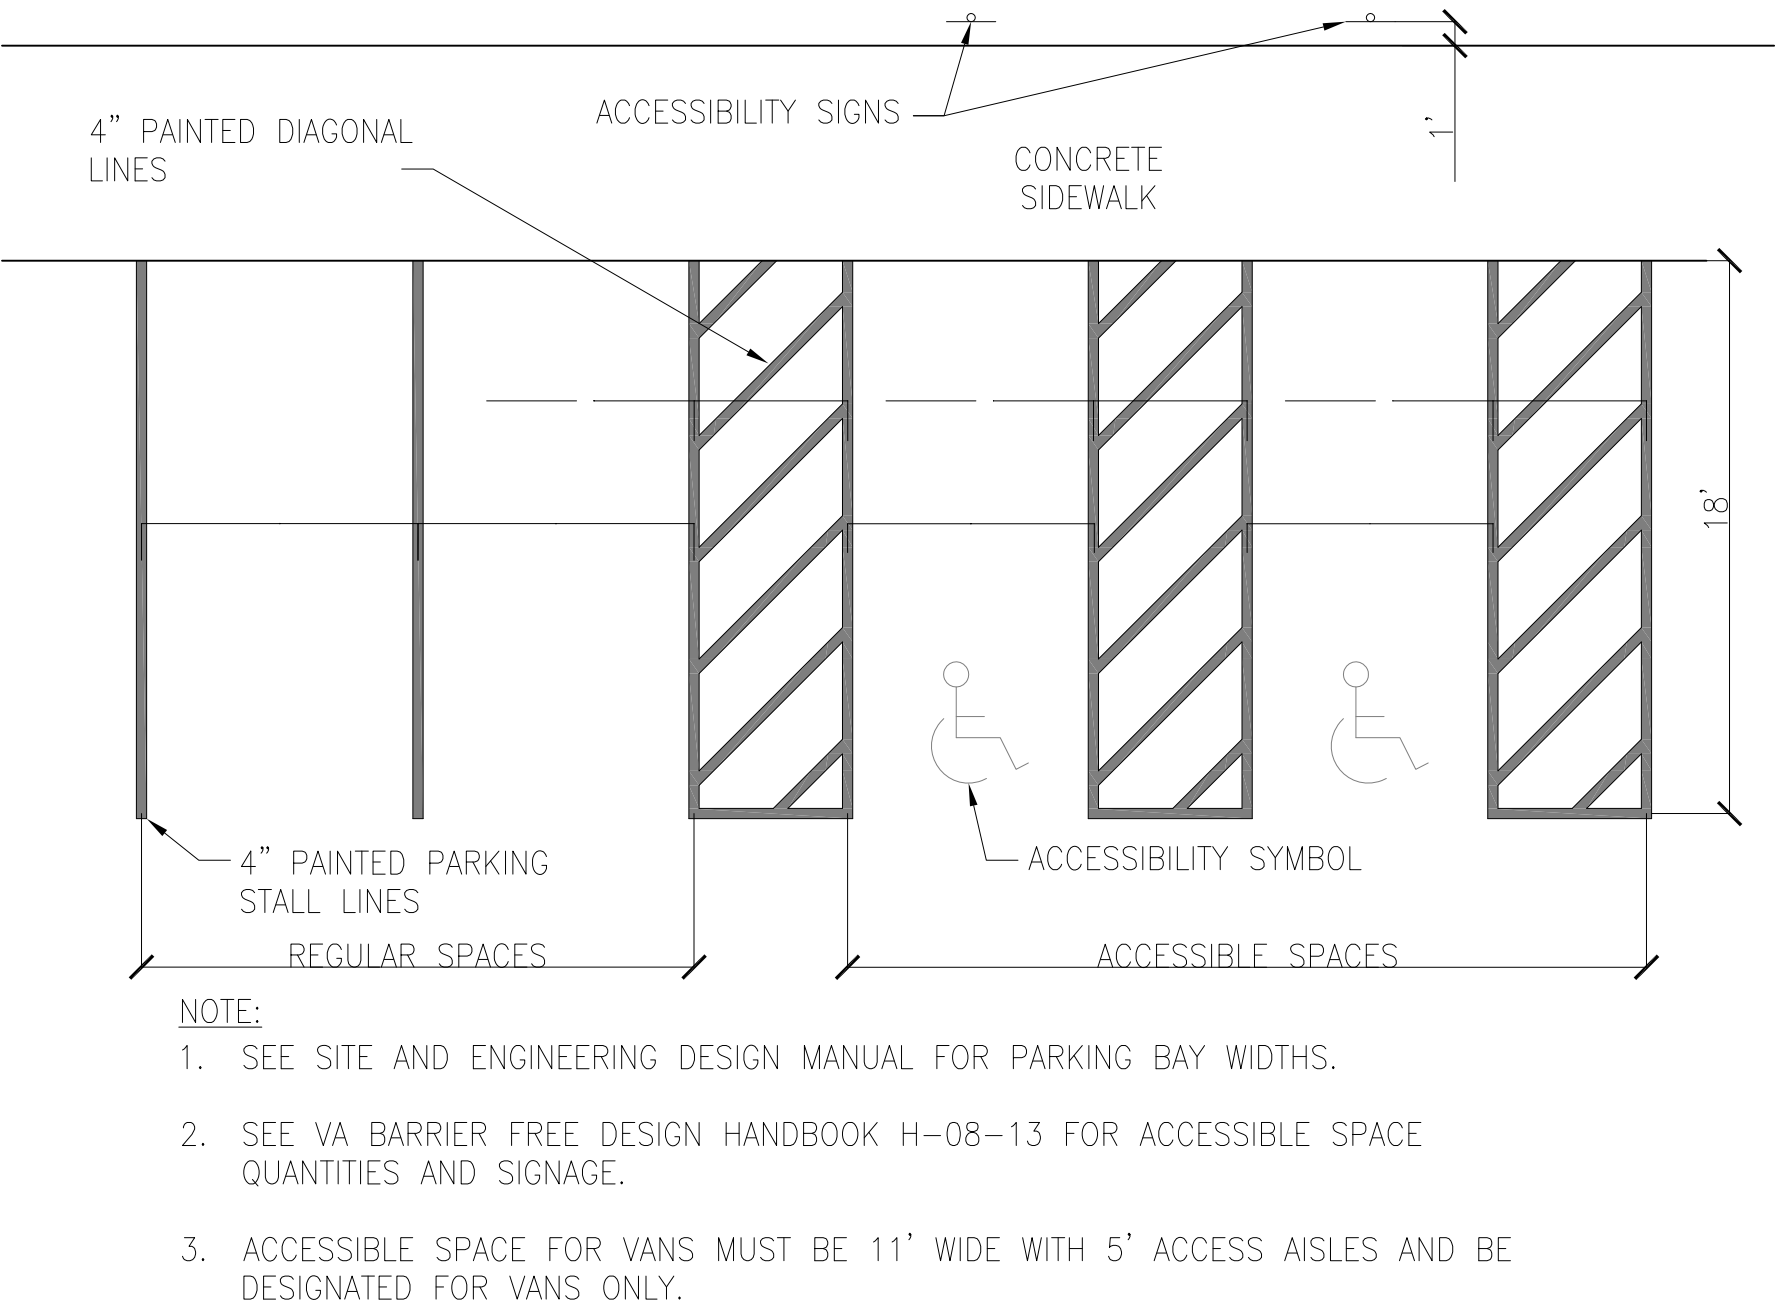 ACCESSIBILITY SIGNS
4” PAINTED DIAGONAL
LINES
1'
CONCRETE
SIDEWALK
18'
4” PAINTED PARKING
STALL LINES
ACCESSIBILITY SYMBOL
REGULAR SPACES
ACCESSIBLE SPACES
NOTE:
1. SEE SITE AND ENGINEERING DESIGN MANUAL FOR PARKING BAY WIDTHS.
2. SEE VA BARRIER FREE DESIGN HANDBOOK H-08-13 FOR ACCESSIBLE SPACE
QUANTITIES AND SIGNAGE.
3. ACCESSIBLE SPACE FOR VANS MUST BE 11' WIDE WITH 5' ACCESS AISLES AND BE
DESIGNATED FOR VANS ONLY.